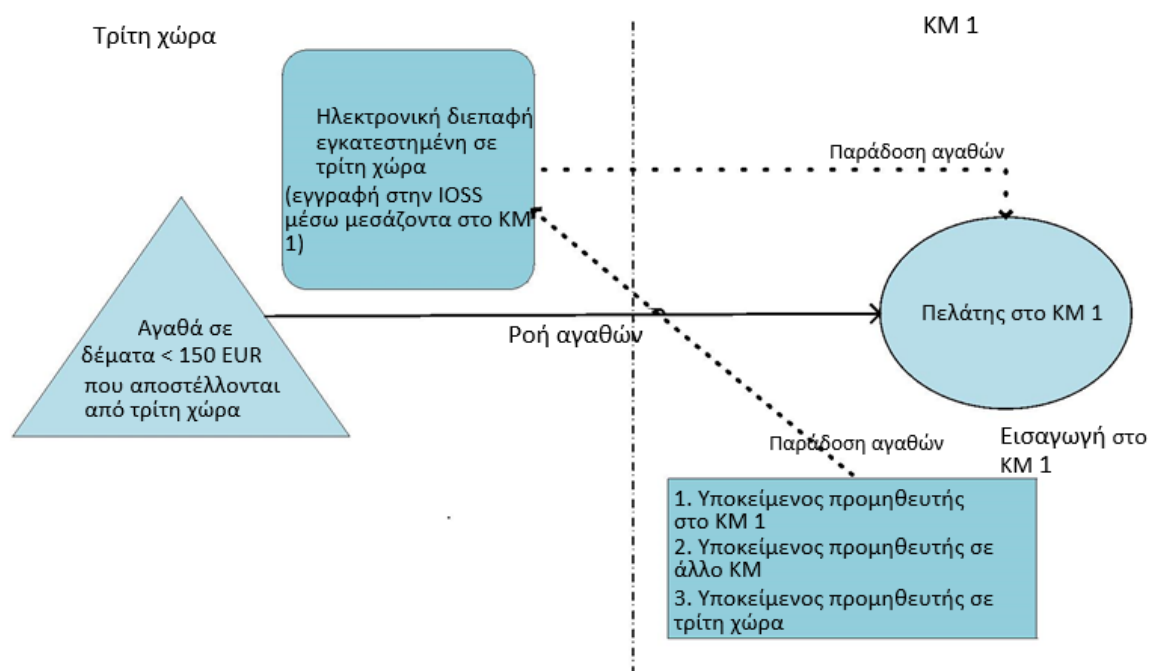 Τρίτη χώρα
ΚΜ 1
Ηλεκτρονική διεπαφή
εγκατεστημένη σε
τρίτη χώρα
(εγγραφή στην IOSS
μέσω μεσάζοντα στο ΚΜ
1)
Παράδοση αγαθών
Αγαθά σε
δέματα < 150 EUR
που αποστέλλονται
από τρίτη χώρα
Ροή αγαθών
Πελάτης στο ΚΜ 1
Παράδοση αγαθών
Εισαγωγή στο
ΚΜ 1
1. Υποκείμενος προμηθευτής
στο ΚΜ 1
2. Υποκείμενος προμηθευτής σε
άλλο ΚΜ
3. Υποκείμενος προμηθευτής σε
τρίτη χώρα